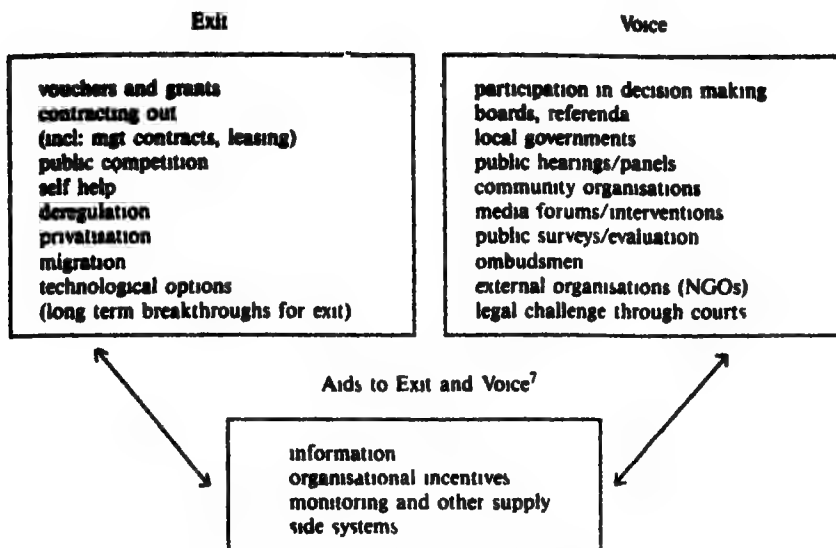 Exit
vouchers and grants
contracting out
(incl: mgt contracts, leasing)
public competition
self help
deregulation
privatisation
migration
technological options
(long term breakthroughs for exit)
Voice
participation in decision making
boards, referenda
local governments
public hearings/panels
community organisations
media forums/interventions
public surveys/evaluation
ombudsmen
external organisations (NGOs)
legal challenge through courts
Aids to Exit and Voice⁷
information
organisational incentives
monitoring and other supply
side systems